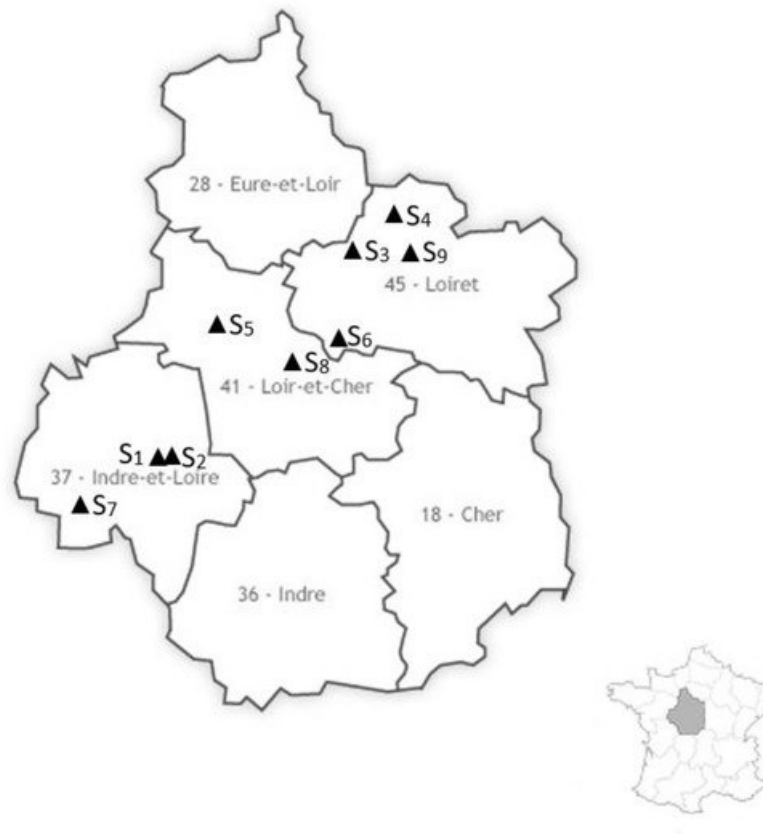 28 - Eure-et-Loir
S4
S3
S9
45 - Loiret
S5
S6
S8
41 - Loir-et-Cher
S1
S2
37 - Indre-et-Loire
S7
18 - Cher
36 - Indre